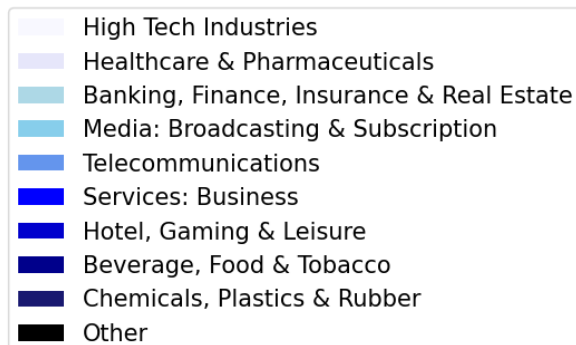 High Tech Industries
Healthcare & Pharmaceuticals
Banking, Finance, Insurance & Real Estate
Media: Broadcasting & Subscription
Telecommunications
Services: Business
Hotel, Gaming & Leisure
Beverage, Food & Tobacco
Chemicals, Plastics & Rubber
Other